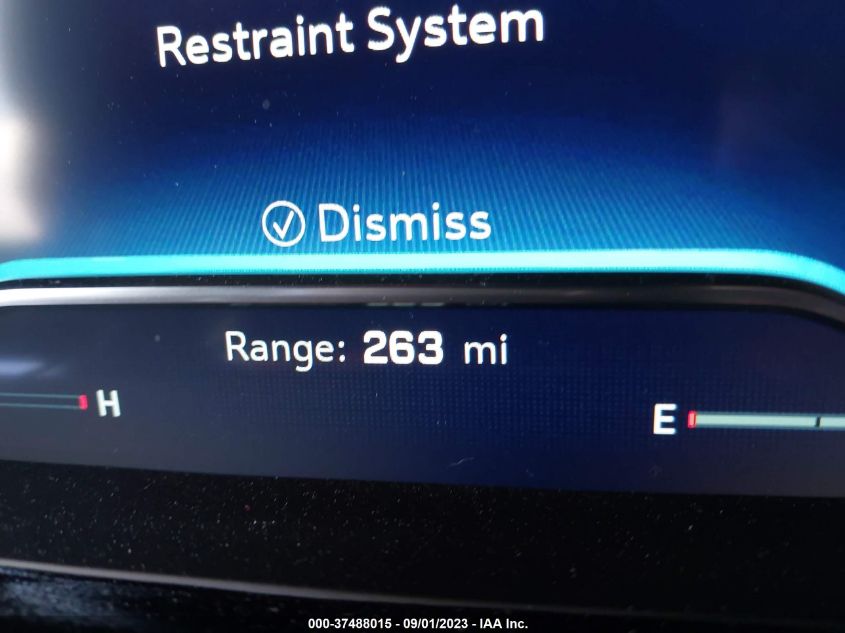 Restraint System
Dismiss
Range: 263 mi
H
E
000-37488015 - 09/01/2023 - IAA Inc.